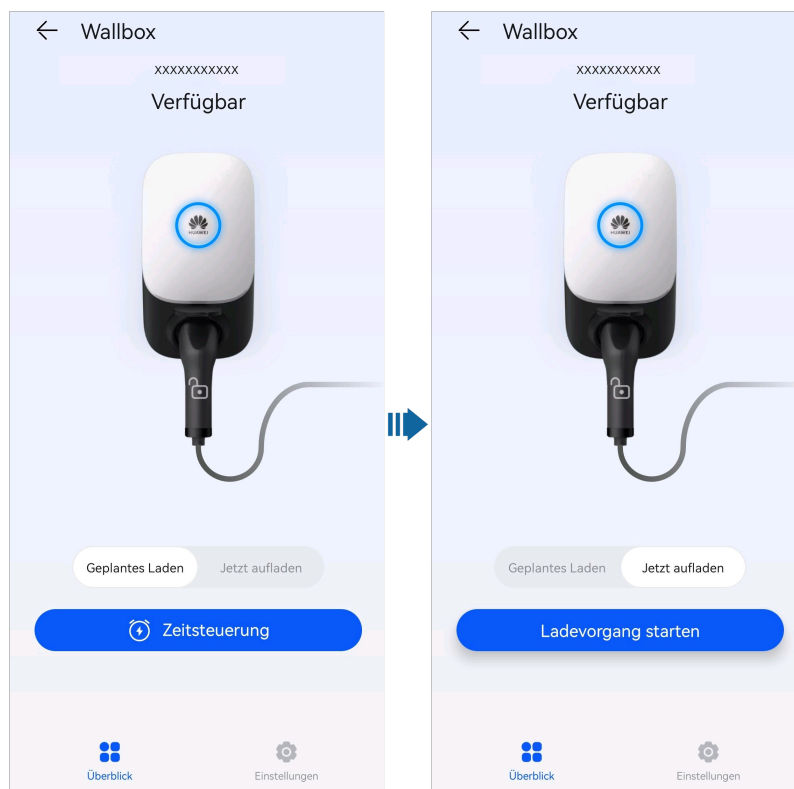 Wallbox
xxxxxxxxxxx
Verfügbar
HUAWEI
Geplantes Laden
Jetzt aufladen
Zeitsteuerung
Überblick
Einstellungen
Wallbox
xxxxxxxxxxx
Verfügbar
HUAWEI
Geplantes Laden
Jetzt aufladen
Ladevorgang starten
Überblick
Einstellungen